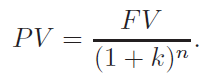 PV = FV / (1 + k)^n.